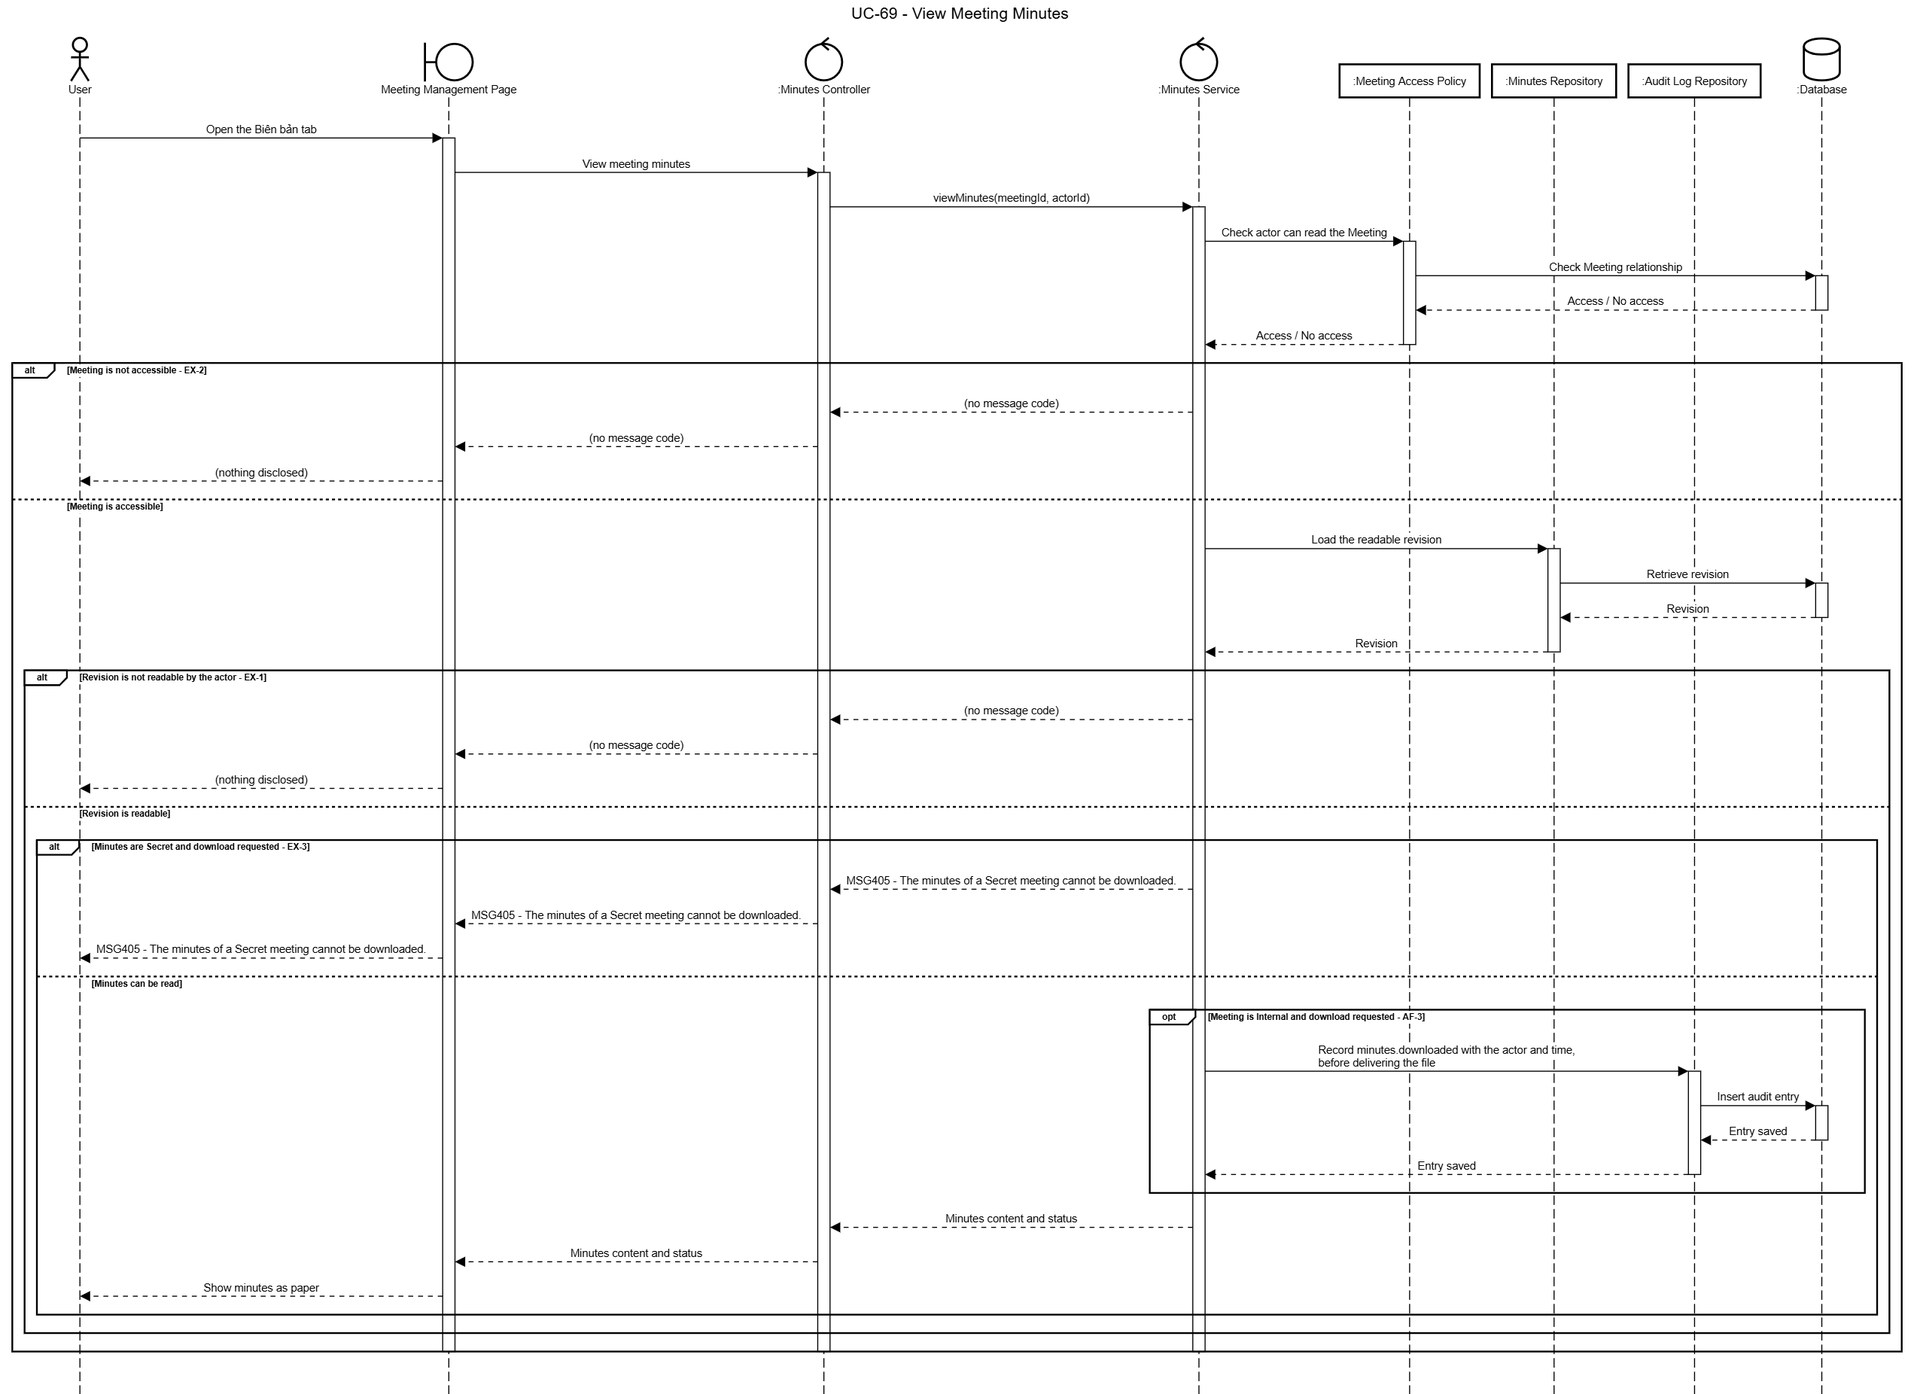 UC-69 - View Meeting Minutes
User
Meeting Management Page
:Minutes Controller
:Minutes Service
:Meeting Access Policy
:Minutes Repository
:Audit Log Repository
:Database
Open the Biên bản tab
View meeting minutes
viewMinutes(meetingId, actorId)
Check actor can read the Meeting
Check Meeting relationship
Access / No access
Access / No access
alt
[Meeting is not accessible - EX-2]
(no message code)
(no message code)
(nothing disclosed)
[Meeting is accessible]
Load the readable revision
Retrieve revision
Revision
Revision
alt
[Revision is not readable by the actor - EX-1]
(no message code)
(no message code)
(nothing disclosed)
[Revision is readable]
alt
[Minutes are Secret and download requested - EX-3]
MSG405 - The minutes of a Secret meeting cannot be downloaded.
MSG405 - The minutes of a Secret meeting cannot be downloaded.
MSG405 - The minutes of a Secret meeting cannot be downloaded.
[Minutes can be read]
opt
[Meeting is Internal and download requested - AF-3]
Record minutes.downloaded with the actor and time,
before delivering the file
Insert audit entry
Entry saved
Entry saved
Minutes content and status
Minutes content and status
Show minutes as paper